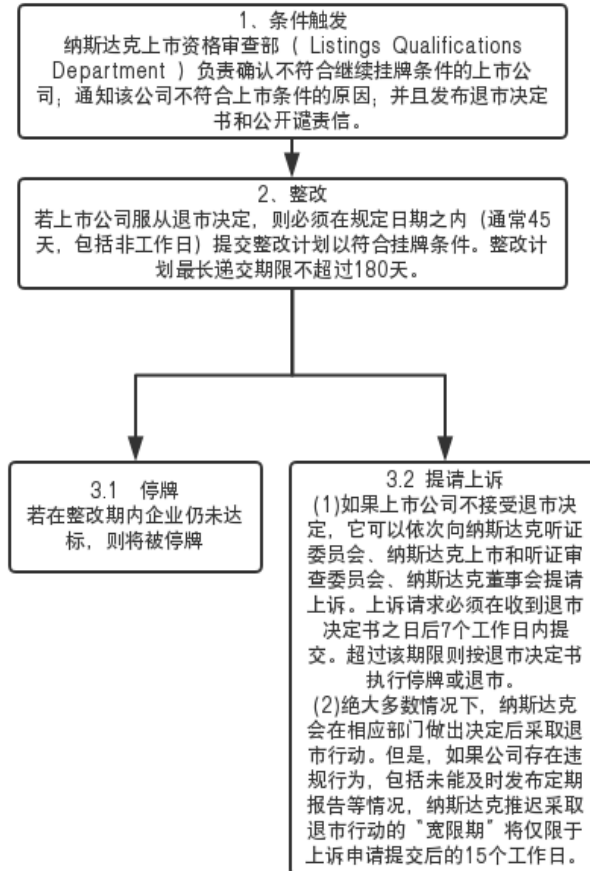 1、条件触发
纳斯达克上市资格审查部（ Listings Qualifications
Department ）负责确认不符合继续挂牌条件的上市公
司；通知该公司不符合上市条件的原因；并且发布退市决定
书和公开谴责信。
2、整改
若上市公司服从退市决定，则必须在规定日期之内（通常45
天，包括非工作日）提交整改计划以符合挂牌条件。整改计
划最长递交期限不超过180天。
3.1 停牌
若在整改期内企业仍未达
标，则将被停牌
3.2 提请上诉
(1)如果上市公司不接受退市决
定，它可以依次向纳斯达克听证
委员会、纳斯达克上市和听证审
查委员会、纳斯达克董事会提请
上诉。上诉请求必须在收到退市
决定书之日后7个工作日内提
交。超过该期限则按退市决定书
执行停牌或退市。
(2)绝大多数情况下，纳斯达克
会在相应部门做出决定后采取退
市行动。但是，如果公司存在违
规行为，包括未能及时发布定期
报告等情况，纳斯达克推迟采取
退市行动的“宽限期”将仅限于
上诉申请提交后的15个工作日。